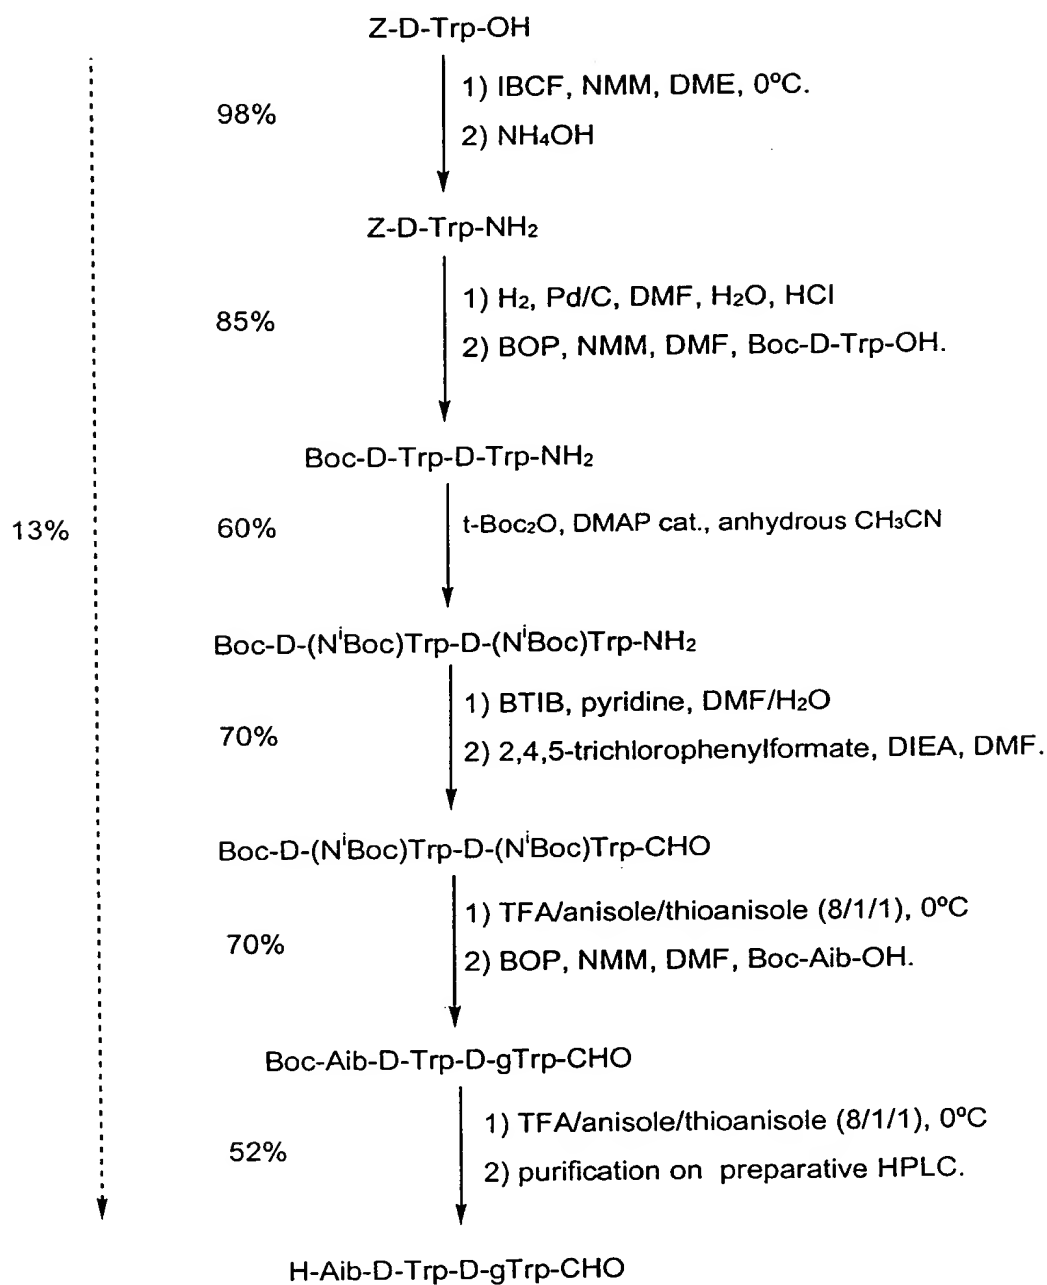 Z-D-Trp-OH
98%
1) IBCF, NMM, DME, 0ºC.
2) NH₄OH
Z-D-Trp-NH₂
85%
1) H₂, Pd/C, DMF, H₂O, HCl
2) BOP, NMM, DMF, Boc-D-Trp-OH.
Boc-D-Trp-D-Trp-NH₂
13%
60%
t-Boc₂O, DMAP cat., anhydrous CH₃CN
Boc-D-(NⁱBoc)Trp-D-(NⁱBoc)Trp-NH₂
70%
1) BTIB, pyridine, DMF/H₂O
2) 2,4,5-trichlorophenylformate, DIEA, DMF.
Boc-D-(NⁱBoc)Trp-D-(NⁱBoc)Trp-CHO
70%
1) TFA/anisole/thioanisole (8/1/1), 0ºC
2) BOP, NMM, DMF, Boc-Aib-OH.
Boc-Aib-D-Trp-D-gTrp-CHO
52%
1) TFA/anisole/thioanisole (8/1/1), 0ºC
2) purification on preparative HPLC.
H-Aib-D-Trp-D-gTrp-CHO